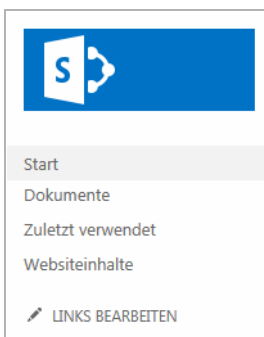 S
Start
Dokumente
Zuletzt verwendet
Websiteinhalte
LINKS BEARBEITEN